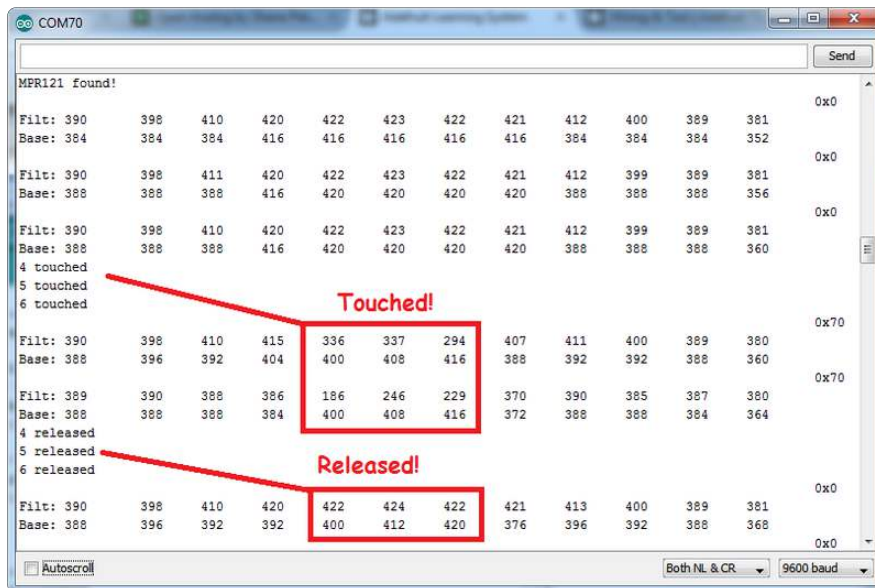 COM70
Send
MPR121 found!
0x0
Filt: 390 398 410 420 422 423 422 421 412 400 389 381
Base: 384 384 384 416 416 416 416 416 384 384 384 352
0x0
Filt: 390 398 411 420 422 423 422 421 412 399 389 381
Base: 388 388 388 416 420 420 420 420 388 388 388 356
0x0
Filt: 390 398 410 420 422 423 422 421 412 399 389 381
Base: 388 388 388 416 420 420 420 420 388 388 388 360
4 touched
5 touched
6 touched
Touched!
0x70
Filt: 390 398 410 415 336 337 294 407 411 400 389 380
Base: 388 396 392 404 400 408 416 388 392 392 388 360
0x70
Filt: 389 390 388 386 186 246 229 370 390 385 387 380
Base: 388 388 388 384 400 408 416 372 388 388 384 364
4 released
5 released
6 released
Released!
0x0
Filt: 390 398 410 420 422 424 422 421 413 400 389 381
Base: 388 396 392 392 400 412 420 376 396 392 388 368
0x0
Autoscroll
Both NL & CR
9600 baud